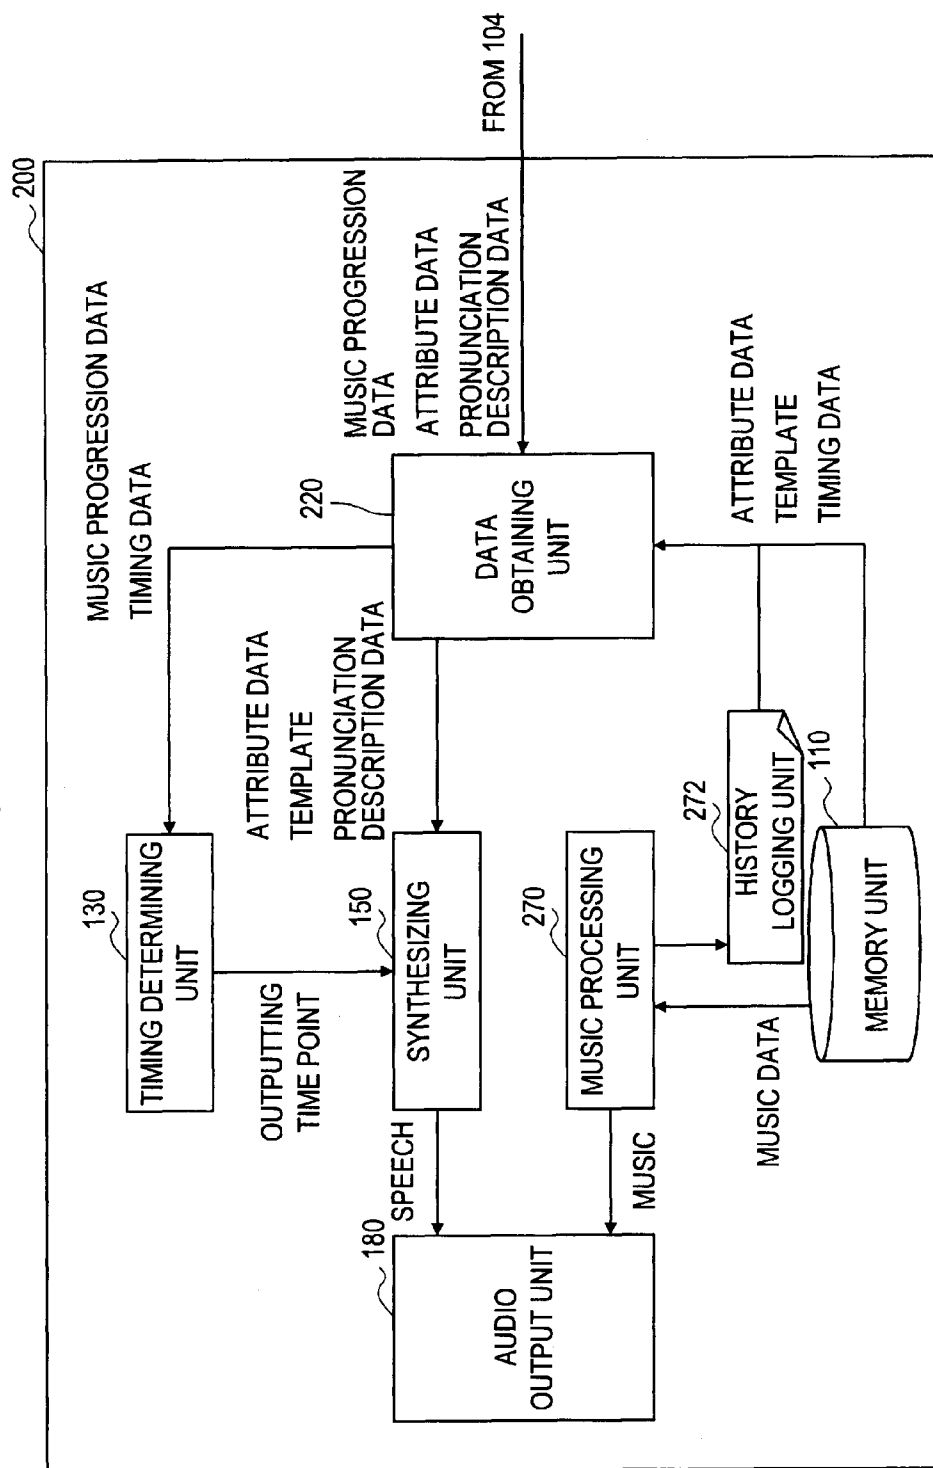 200
FROM 104
MUSIC PROGRESSION
DATA
ATTRIBUTE DATA
PRONUNCIATION
DESCRIPTION DATA
MUSIC PROGRESSION DATA
TIMING DATA
220
DATA
OBTAINING
UNIT
ATTRIBUTE DATA
TEMPLATE
TIMING DATA
ATTRIBUTE DATA
TEMPLATE
PRONUNCIATION
DESCRIPTION DATA
130
TIMING DETERMINING
UNIT
OUTPUTTING
TIME POINT
150
SYNTHESIZING
UNIT
270
MUSIC PROCESSING
UNIT
272
HISTORY
LOGGING UNIT
110
MEMORY UNIT
MUSIC DATA
SPEECH
MUSIC
180
AUDIO
OUTPUT UNIT